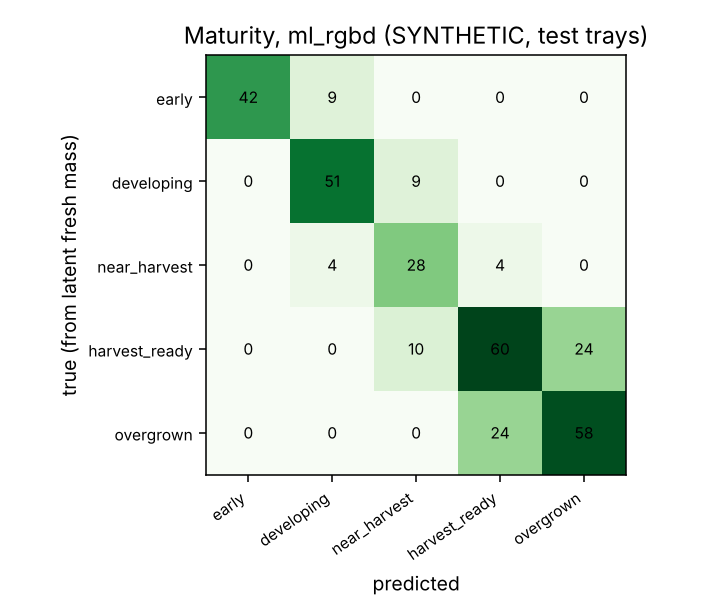 Maturity, ml_rgbd (SYNTHETIC, test trays)
true (from latent fresh mass)
early 42 9 0 0 0
developing 0 51 9 0 0
near_harvest 0 4 28 4 0
harvest_ready 0 0 10 60 24
overgrown 0 0 0 24 58
early developing near_harvest harvest_ready overgrown
predicted